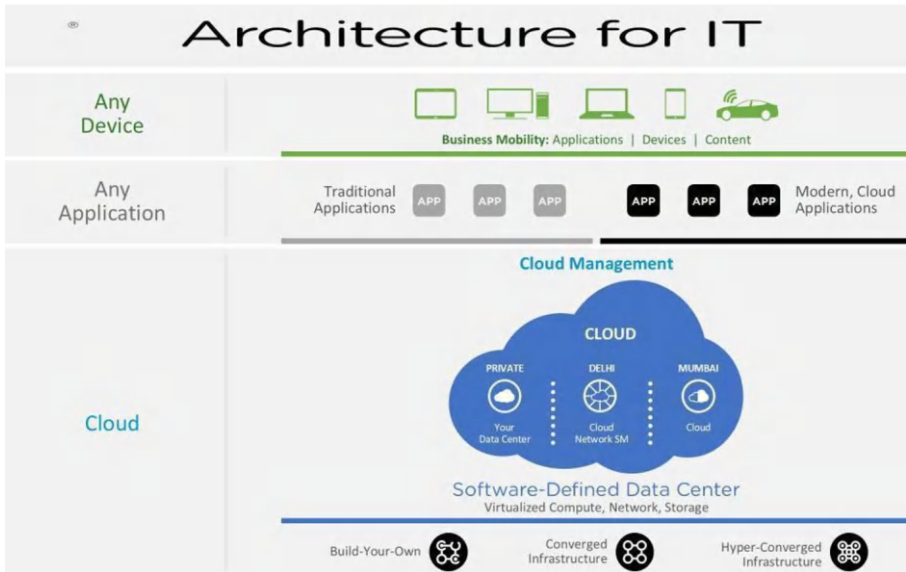 ®
Architecture for IT
Any
Device
Business Mobility: Applications | Devices | Content
Any
Application
Traditional
Applications
APP
APP
APP
APP
APP
APP
Modern, Cloud
Applications
Cloud
Cloud Management
CLOUD
PRIVATE
DELHI
MUMBAI
Your
Data Center
Cloud
Network SM
Cloud
Software-Defined Data Center
Virtualized Compute, Network, Storage
Build-Your-Own
Converged
Infrastructure
Hyper-Converged
Infrastructure